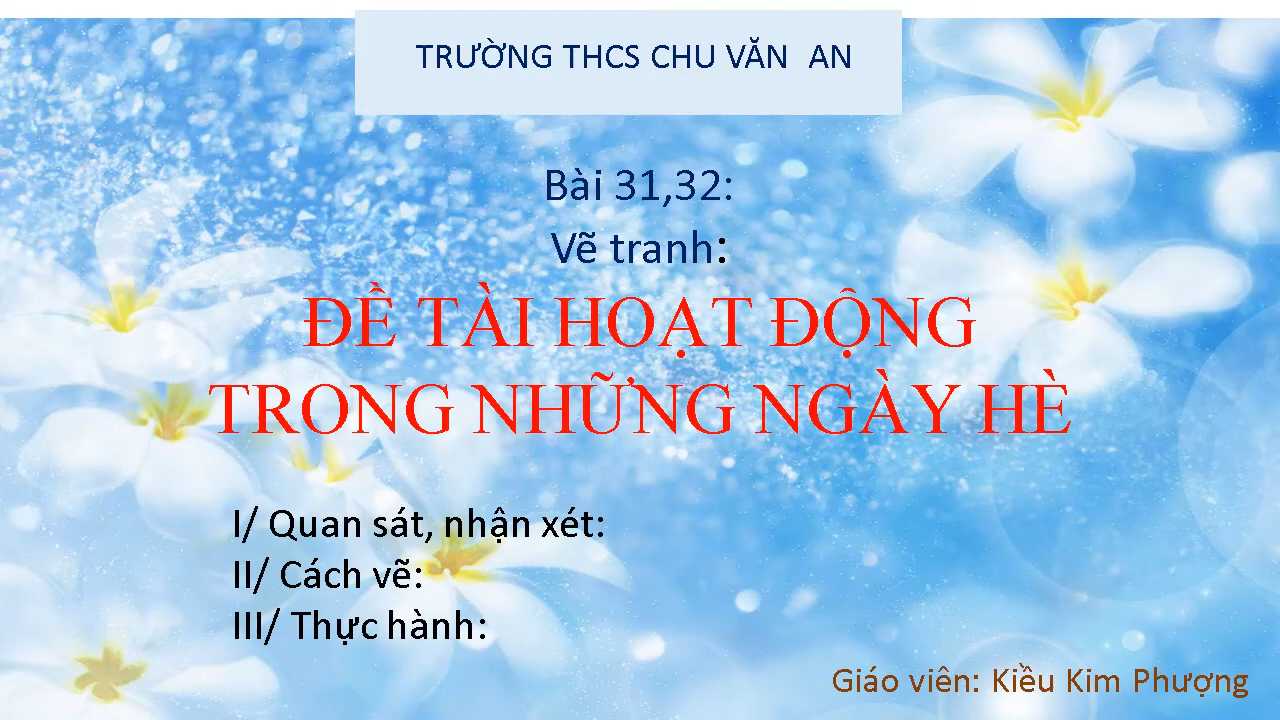 TRƯỜNG THCS CHU VĂN  AN
Bài 31,32:
Vẽ tranh:
ĐỀ TÀI HOẠT ĐỘNG
TRONG NHỮNG NGÀY HÈ
I/ Quan sát, nhận xét:
II/ Cách vẽ:
III/ Thực hành:
Giáo viên: Kiều Kim Phượng